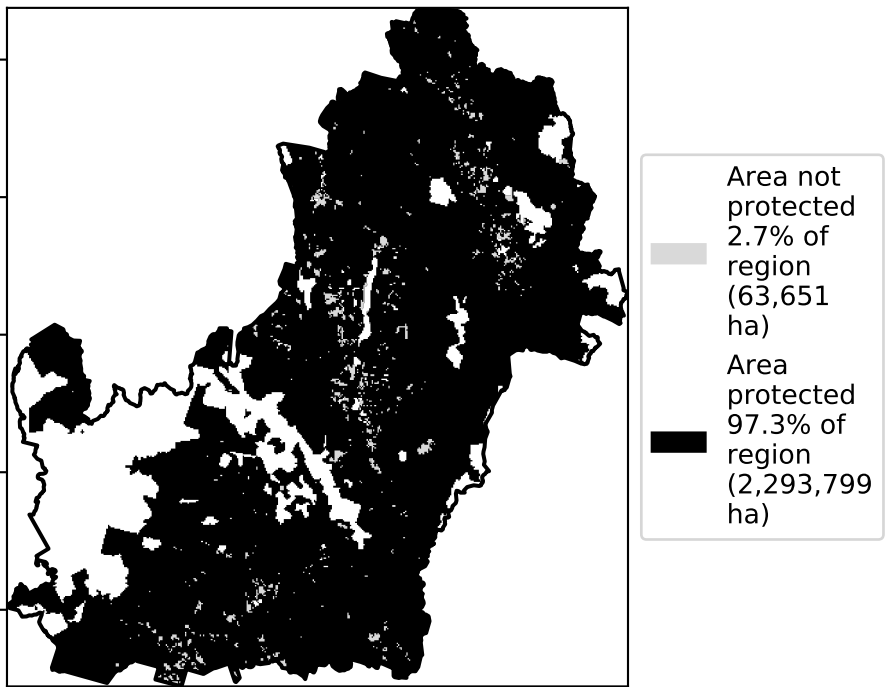 Area not
protected
2.7% of
region
(63,651
ha)
Area
protected
97.3% of
region
(2,293,799
ha)